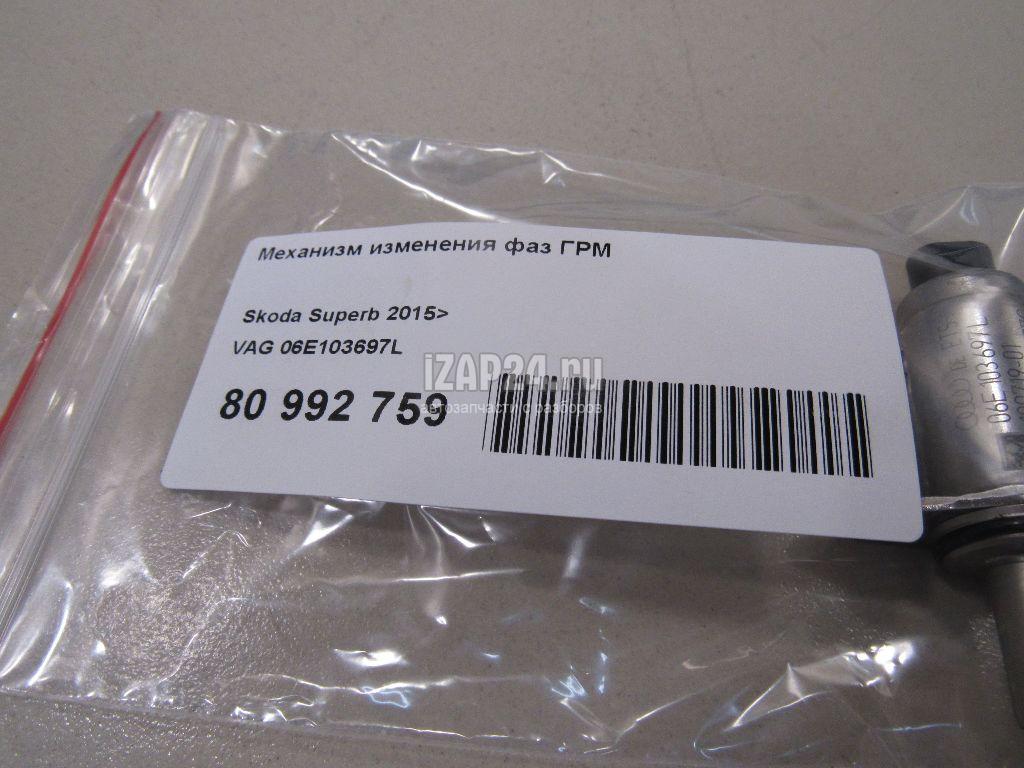 Механизм изменения фаз ГРМ
Skoda Superb 2015>
VAG 06E103697L
80 992 759
iZAP24.ru
автозапчасти с разборов
06E103697L